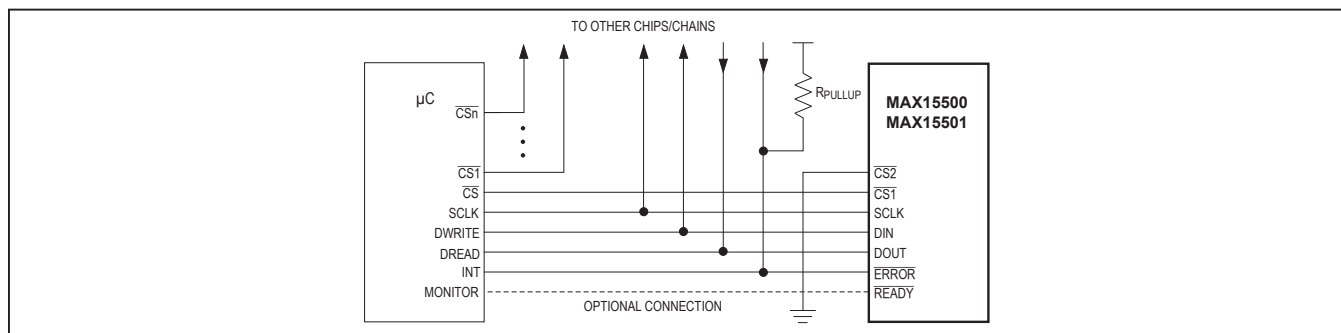 TO OTHER CHIPS/CHAINS
µC
RPULLUP
MAX15500
MAX15501
CSn
CS1
CS2
CS
CS1
SCLK
SCLK
DWRITE
DIN
DREAD
DOUT
INT
ERROR
MONITOR
READY
OPTIONAL CONNECTION